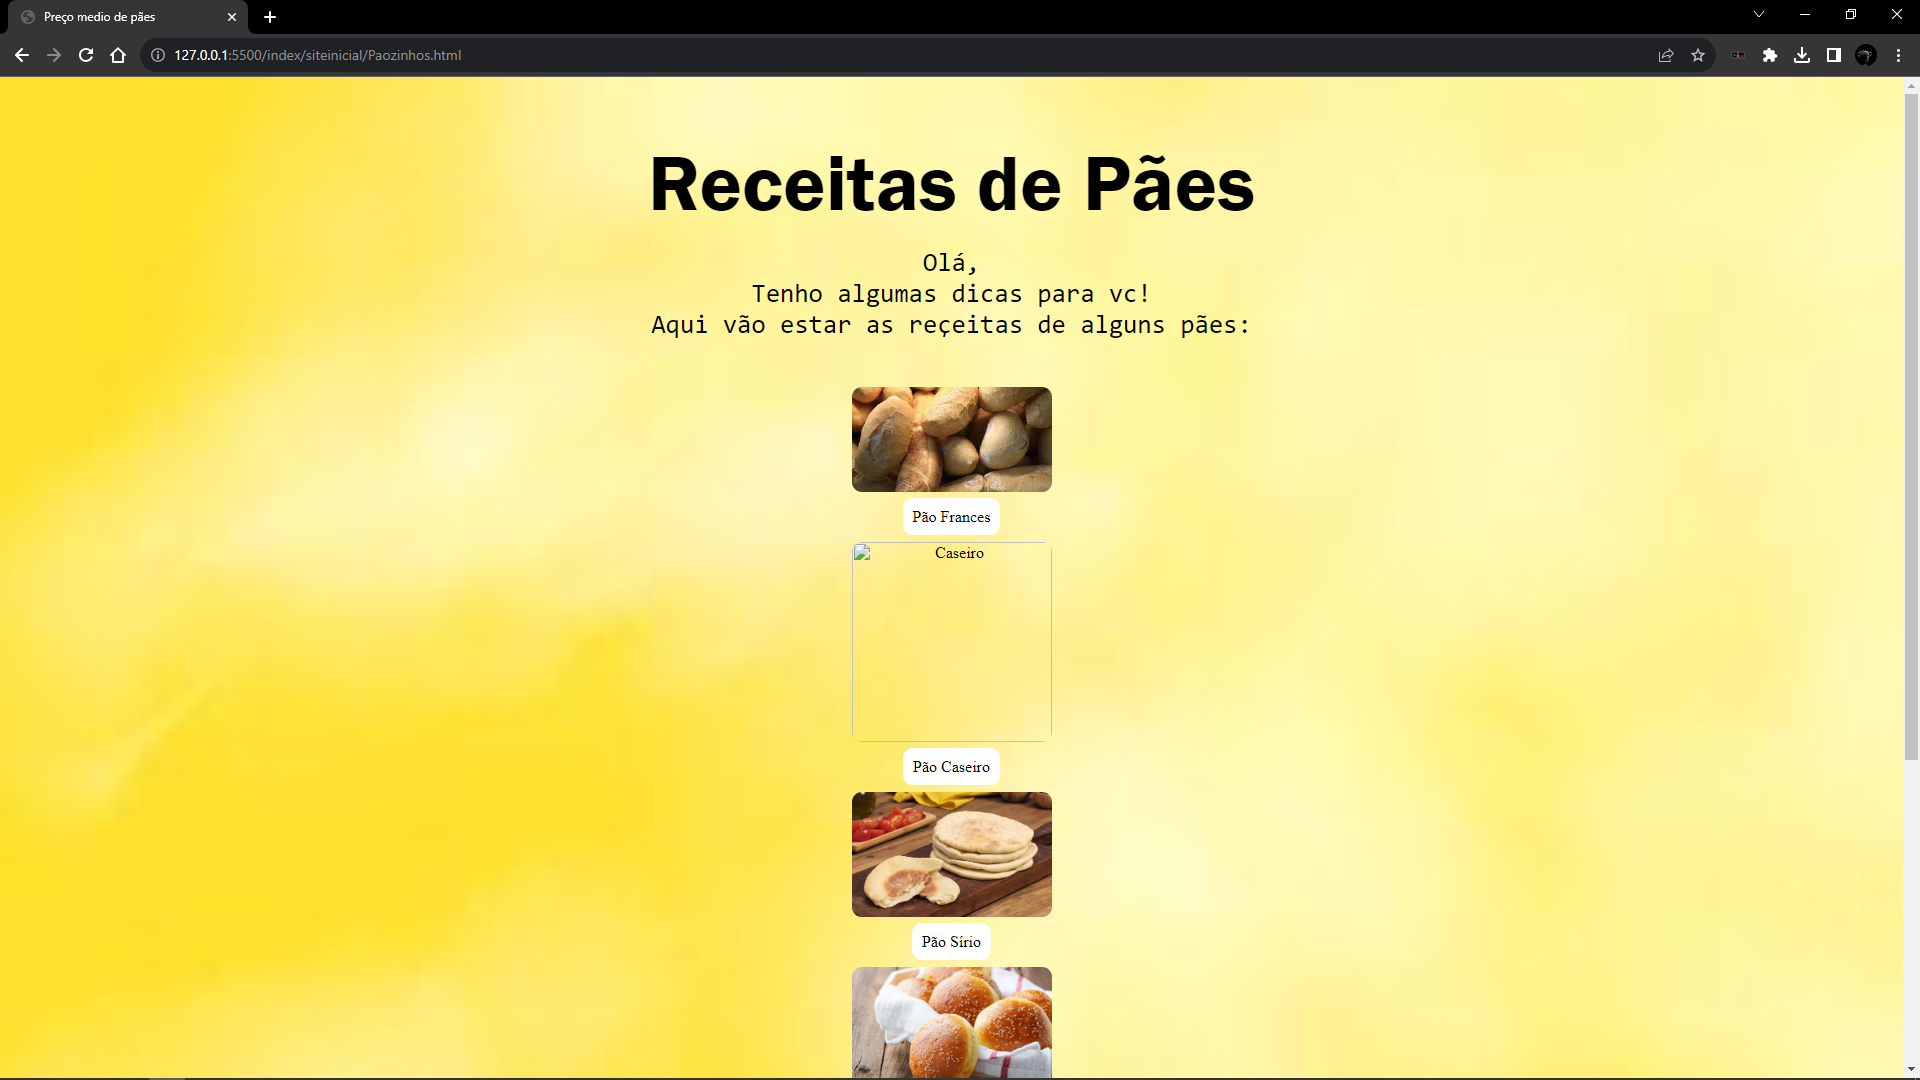 Preço medio de pães
127.0.0.1:5500/index/siteinicial/Paozinhos.html
Receitas de Pães
Olá,
Tenho algumas dicas para vc!
Aqui vão estar as reçeitas de alguns pães:
Pão Frances
Caseiro
Pão Caseiro
Pão Sírio